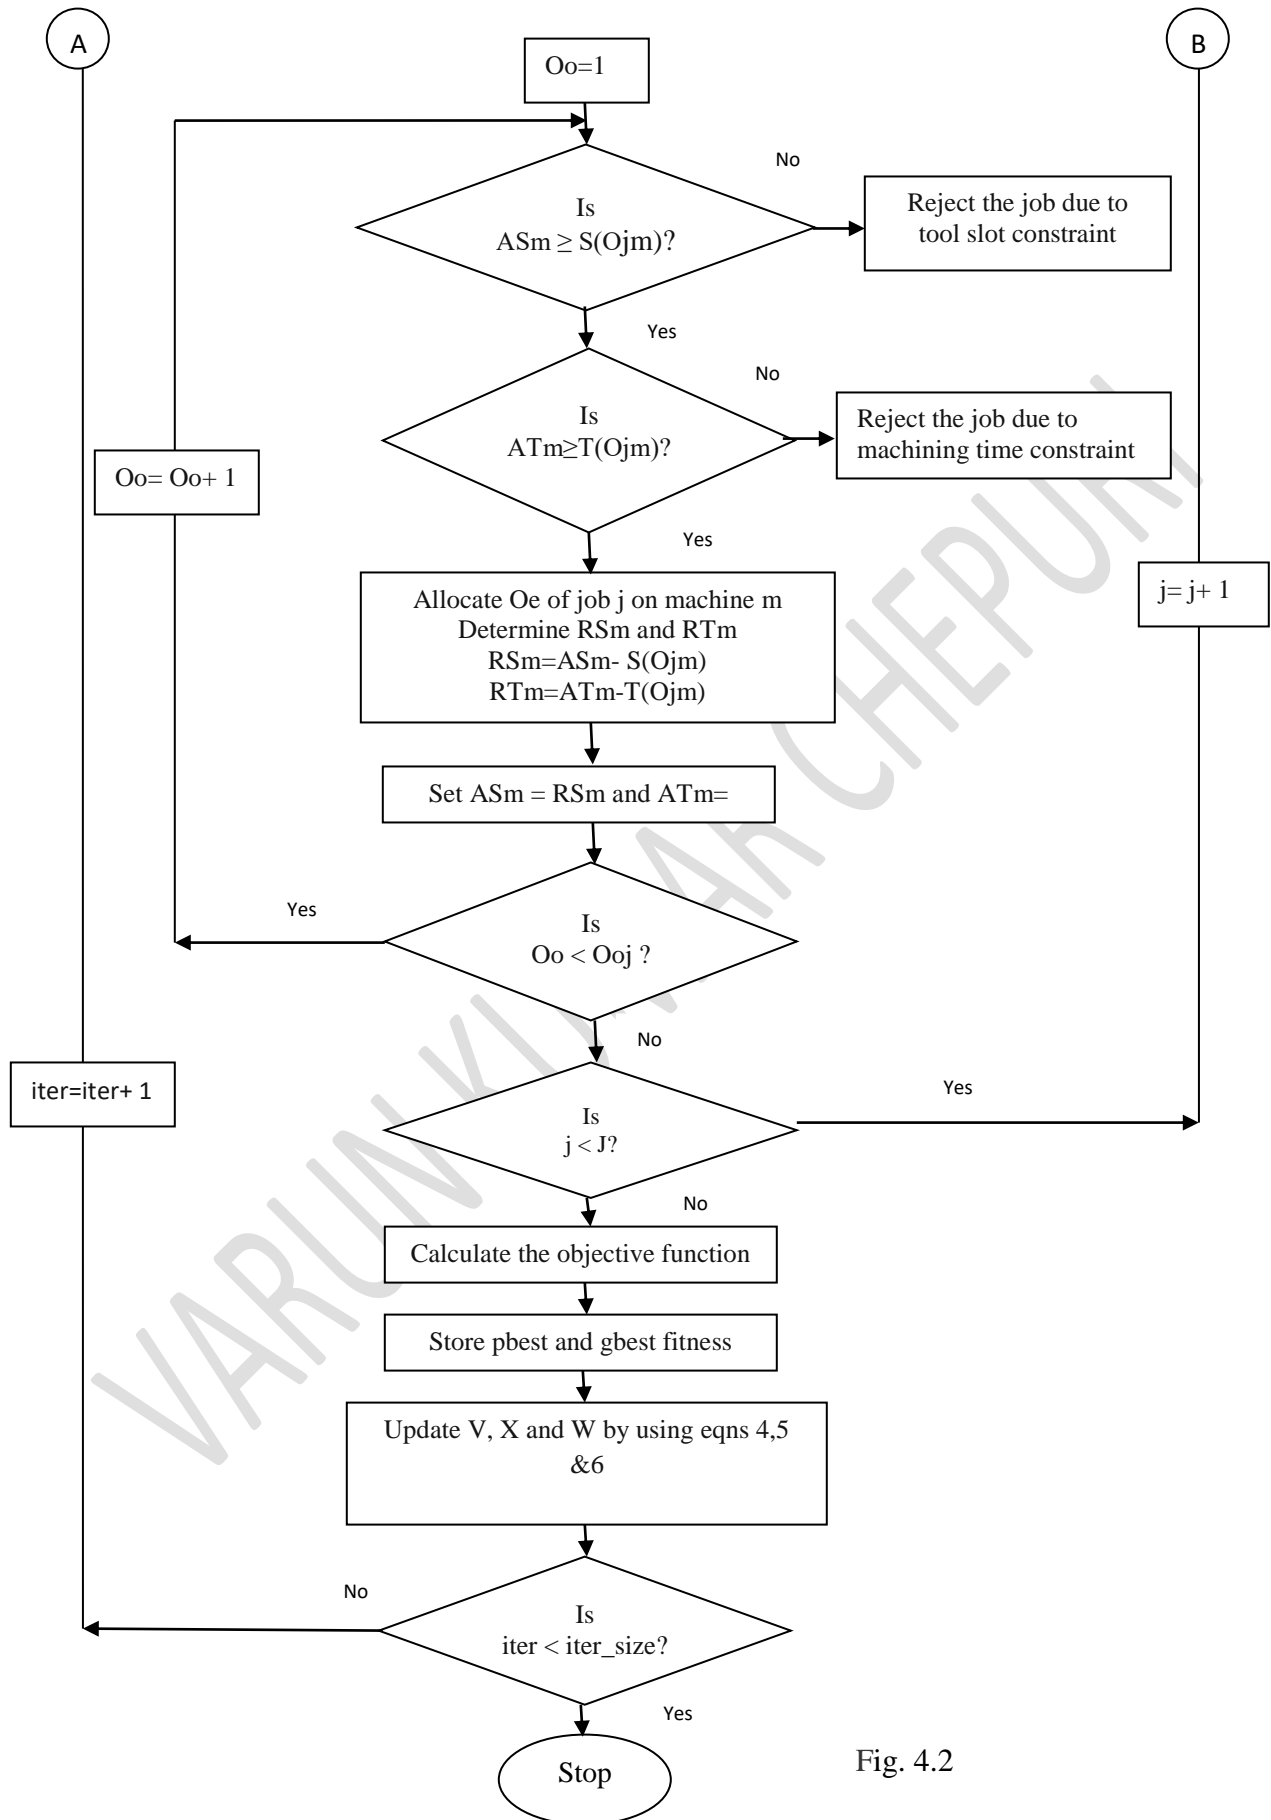 A
B
Oo=1
No
Is
ASm ≥ S(Ojm)?
Reject the job due to
tool slot constraint
Yes
No
Is
ATm≥T(Ojm)?
Reject the job due to
machining time constraint
Oo= Oo+ 1
Yes
Allocate Oe of job j on machine m
Determine RSm and RTm
RSm=ASm- S(Ojm)
RTm=ATm-T(Ojm)
j= j+ 1
Set ASm = RSm and ATm=
Yes
Is
Oo < Ooj ?
No
iter=iter+ 1
Yes
Is
j < J?
No
Calculate the objective function
Store pbest and gbest fitness
Update V, X and W by using eqns 4,5
&6
No
Is
iter < iter_size?
Yes
Stop
Fig. 4.2
VARUN KUMAR CHEPURI